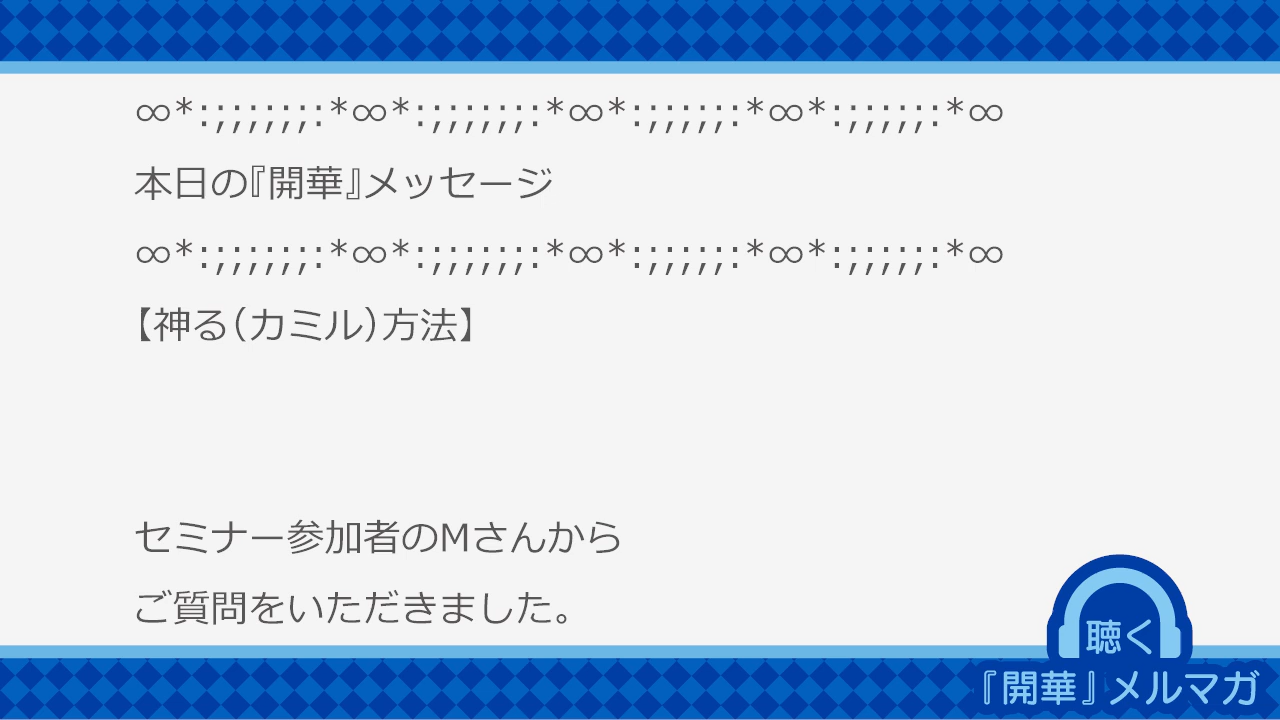 ∞*:;;;;;;:*∞*:;;;;;;:*∞*:;;;;;:*∞*:;;;;;:*∞
本日の『開華』メッセージ
∞*:;;;;;;:*∞*:;;;;;;:*∞*:;;;;;:*∞*:;;;;;:*∞
【神る（カミル）方法】
セミナー参加者のMさんから
ご質問をいただきました。
聴く
『開華』メルマガ